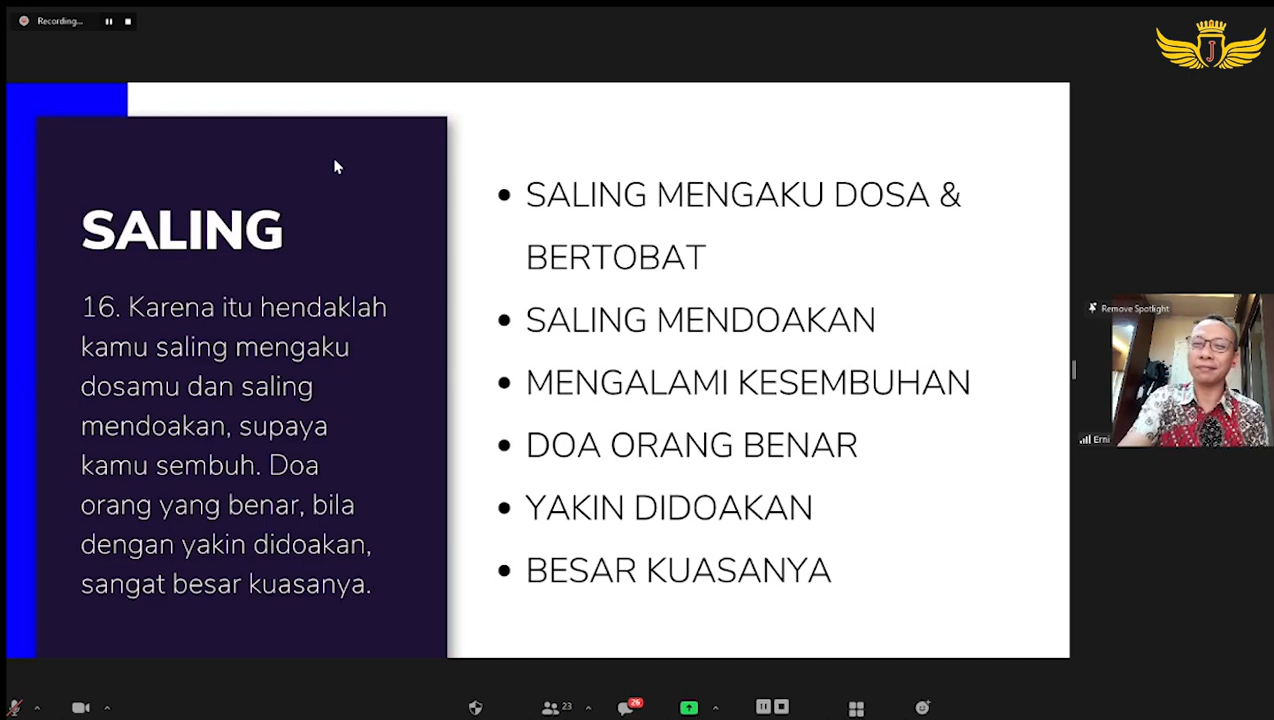 Recording...
J
SALING
16. Karena itu hendaklah
kamu saling mengaku
dosamu dan saling
mendoakan, supaya
kamu sembuh. Doa
orang yang benar, bila
dengan yakin didoakan,
sangat besar kuasanya.
• SALING MENGAKU DOSA &
BERTOBAT
• SALING MENDOAKAN
• MENGALAMI KESEMBUHAN
• DOA ORANG BENAR
• YAKIN DIDOAKAN
• BESAR KUASANYA
Remove Spotlight
Erni
23
26